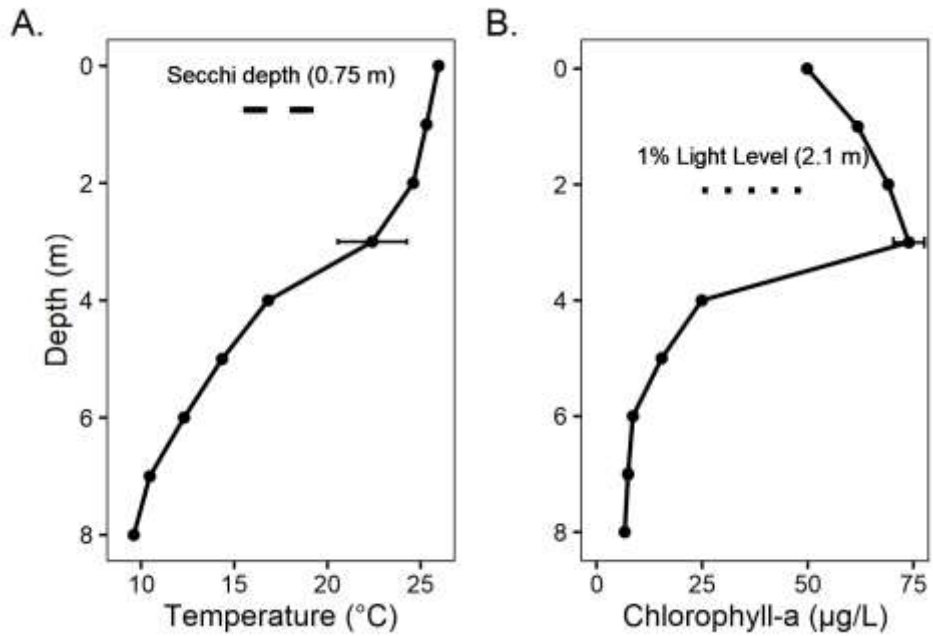 A.
Secchi depth (0.75 m)
0
2
4
6
8
Depth (m)
10
15
20
25
Temperature (°C)
B.
1% Light Level (2.1 m)
0
2
4
6
8
0
25
50
75
Chlorophyll-a (µg/L)